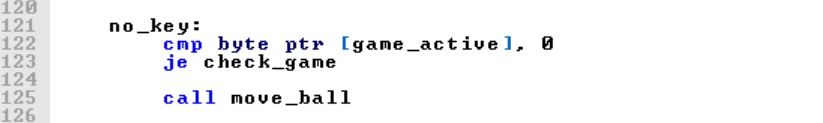 120
121 no_key:
122 cmp byte ptr [game_active], 0
123 je check_game
124
125 call move_ball
126